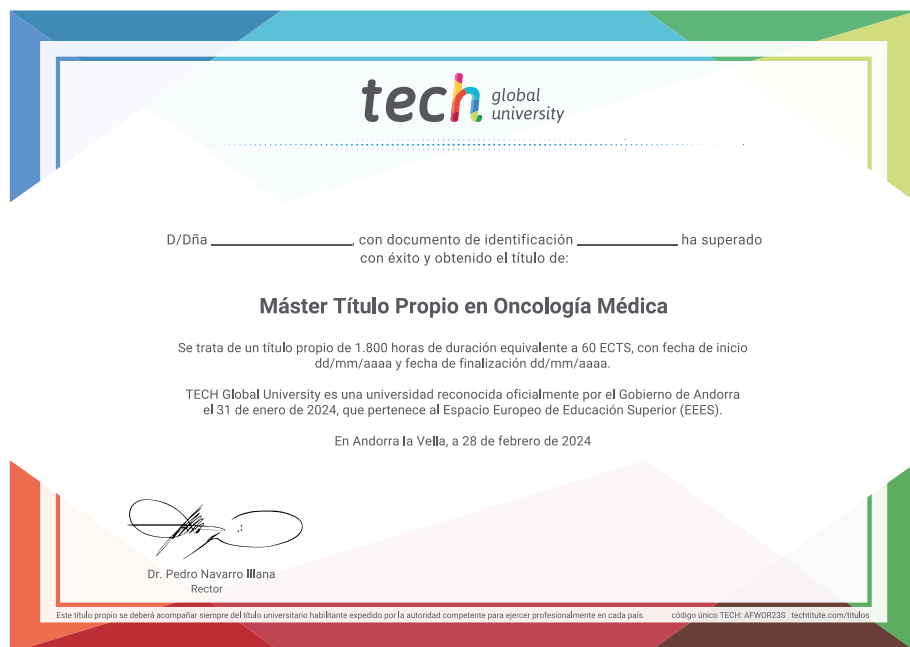 tech global university
D/Dña ____________________, con documento de identificación ______________ ha superado
con éxito y obtenido el título de:
Máster Título Propio en Oncología Médica
Se trata de un título propio de 1.800 horas de duración equivalente a 60 ECTS, con fecha de inicio
dd/mm/aaaa y fecha de finalización dd/mm/aaaa.
TECH Global University es una universidad reconocida oficialmente por el Gobierno de Andorra
el 31 de enero de 2024, que pertenece al Espacio Europeo de Educación Superior (EEES).
En Andorra la Vella, a 28 de febrero de 2024
Dr. Pedro Navarro Illana
Rector
Este título propio se deberá acompañar siempre del título universitario habilitante expedido por la autoridad competente para ejercer profesionalmente en cada país. código único TECH: AFWOR23S techtitute.com/titulos